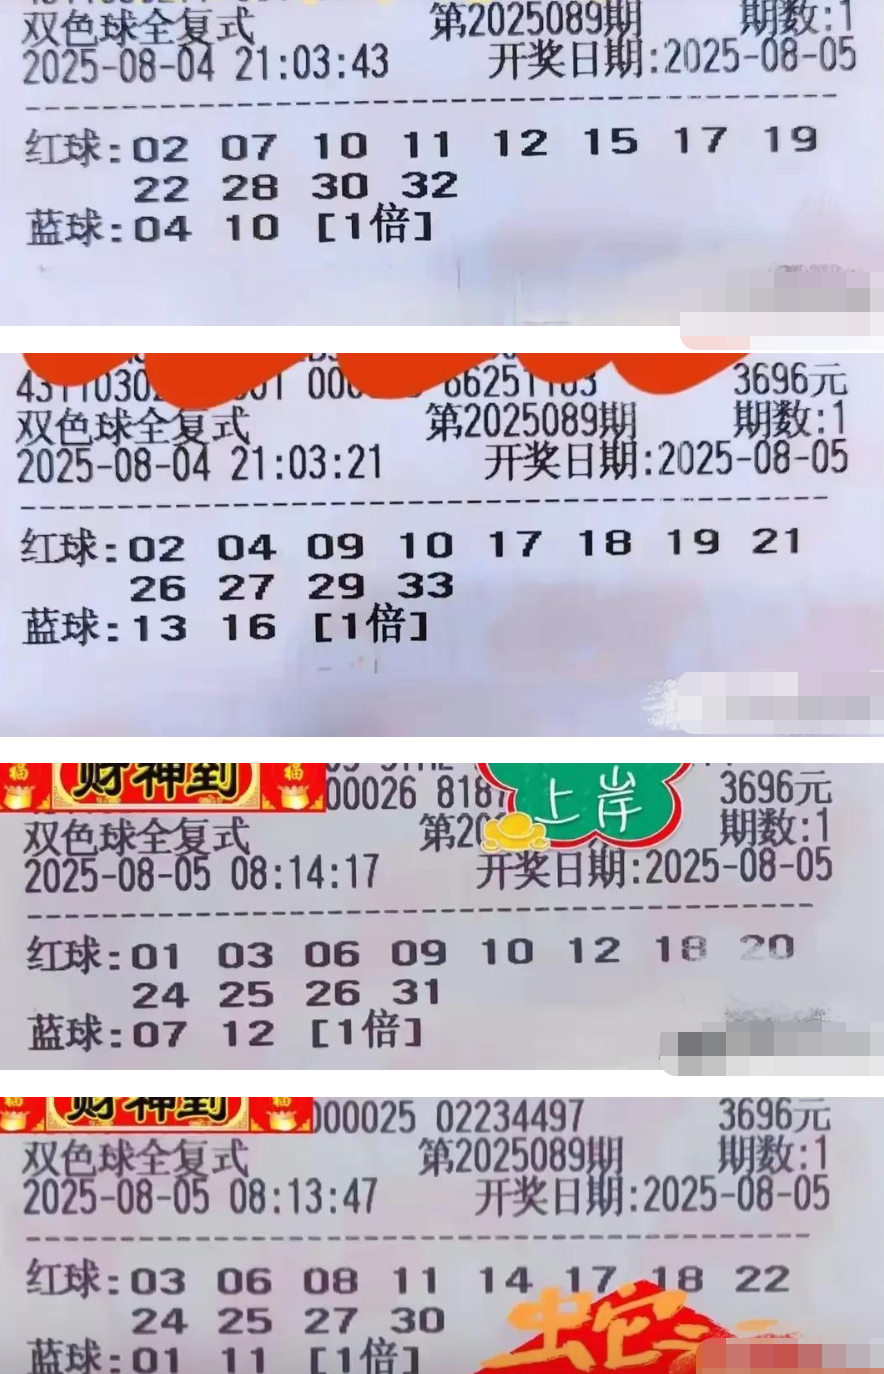 双色球全复式 第2025089期 期数:1
2025-08-04 21:03:43 开奖日期:2025-08-05
红球:02 07 10 11 12 15 17 19
22 28 30 32
蓝球:04 10 [1倍]
3696元
双色球全复式 第2025089期 期数:1
2025-08-04 21:03:21 开奖日期:2025-08-05
红球:02 04 09 10 17 18 19 21
26 27 29 33
蓝球:13 16 [1倍]
财神到
福
福
上岸
00026 8187 3696元
双色球全复式 第20 期数:1
2025-08-05 08:14:17 开奖日期:2025-08-05
红球:01 03 06 09 10 12 18 20
24 25 26 31
蓝球:07 12 [1倍]
财神到
000025 02234497 3696元
双色球全复式 第2025089期 期数:1
2025-08-05 08:13:47 开奖日期:2025-08-05
红球:03 06 08 11 14 17 18 22
24 25 27 30
蛇
蓝球:01 11 [1倍]